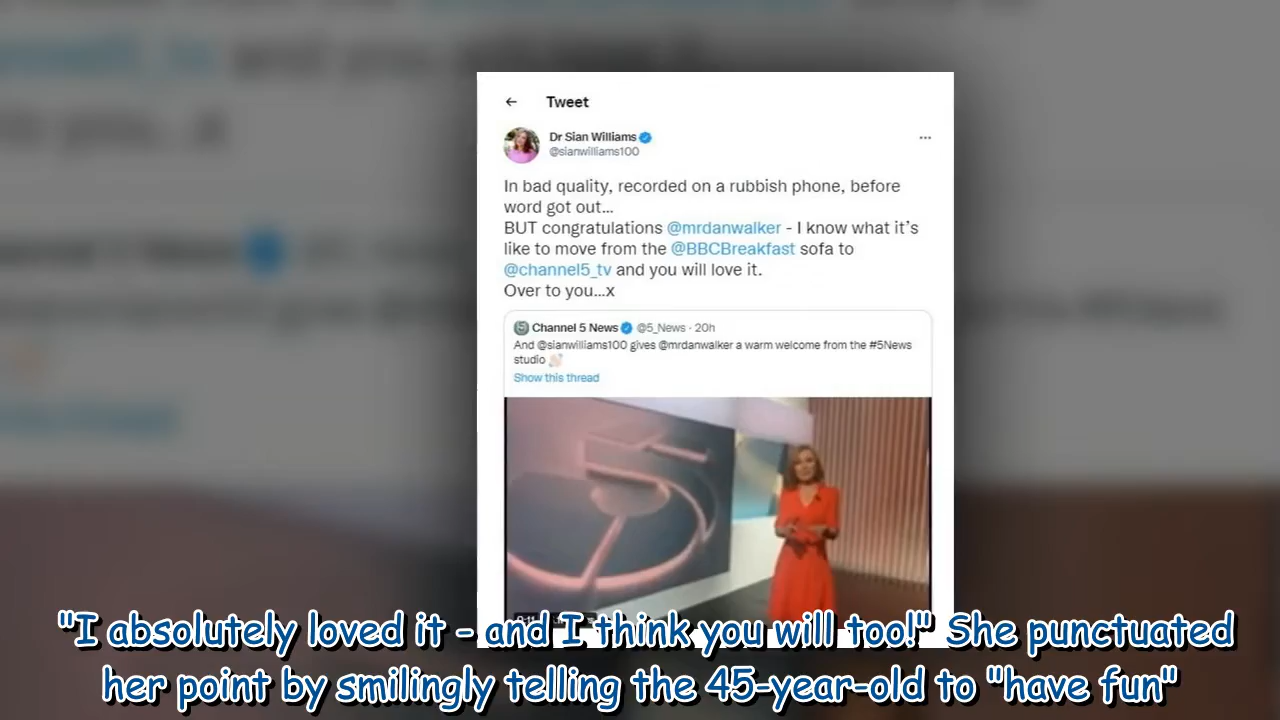 Tweet
Dr Sian Williams
@sianwilliams100
In bad quality, recorded on a rubbish phone, before
word got out...
BUT congratulations @mrdanwalker - I know what it's
like to move from the @BBCBreakfast sofa to
@channel5_tv and you will love it.
Over to you...x
Channel 5 News @5_News · 20h
And @sianwilliams100 gives @mrdanwalker a warm welcome from the #5News
studio
Show this thread
5
"I absolutely loved it - and I think you will too!" She punctuated
her point by smilingly telling the 45-year-old to "have fun"